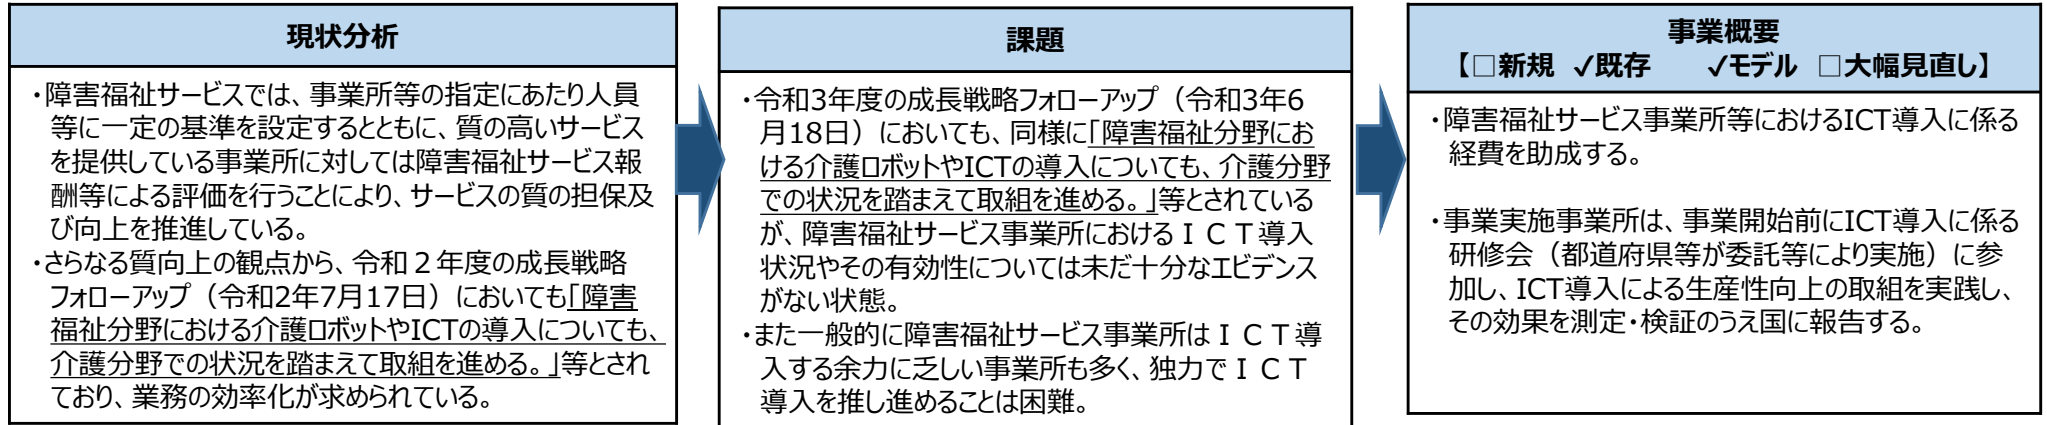 現状分析
・障害福祉サービスでは、事業所等の指定にあたり人員
等に一定の基準を設定するとともに、質の高いサービス
を提供している事業所に対しては障害福祉サービス報
酬等による評価を行うことにより、サービスの質の担保及
び向上を推進している。
・さらなる質向上の観点から、令和２年度の成長戦略
フォローアップ（令和2年7月17日）においても「障害
福祉分野における介護ロボットやICTの導入についても、
介護分野での状況を踏まえて取組を進める。」等とされ
ており、業務の効率化が求められている。
課題
・令和3年度の成長戦略フォローアップ（令和3年6
月18日）においても、同様に「障害福祉分野にお
ける介護ロボットやICTの導入についても、介護分野
での状況を踏まえて取組を進める。」等とされている
が、障害福祉サービス事業所におけるＩＣＴ導入
状況やその有効性については未だ十分なエビデンス
がない状態。
・また一般的に障害福祉サービス事業所はＩＣＴ導
入する余力に乏しい事業所も多く、独力でＩＣＴ
導入を推し進めることは困難。
事業概要
【□新規 ✓既存 ✓モデル □大幅見直し】
・障害福祉サービス事業所等におけるICT導入に係る
経費を助成する。
・事業実施事業所は、事業開始前にICT導入に係る
研修会（都道府県等が委託等により実施）に参
加し、ICT導入による生産性向上の取組を実践し、
その効果を測定・検証のうえ国に報告する。